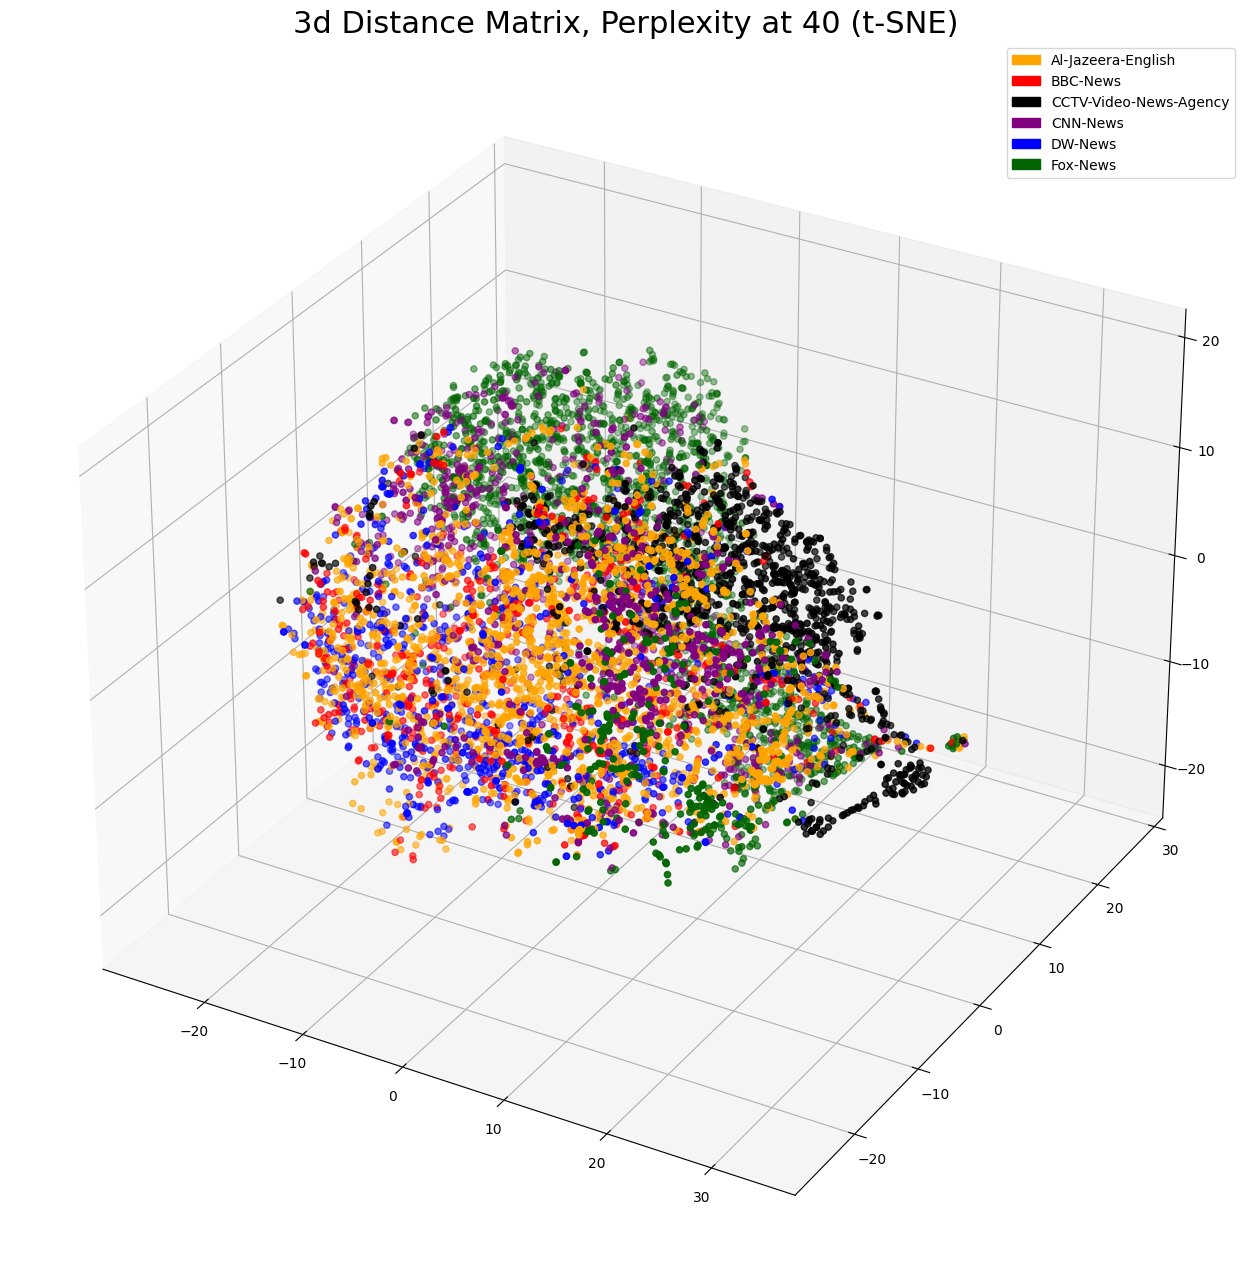 3d Distance Matrix, Perplexity at 40 (t-SNE)
Al-Jazeera-English
BBC-News
CCTV-Video-News-Agency
CNN-News
DW-News
Fox-News
20
10
0
−10
−20
30
20
10
0
−10
−20
−20
−10
0
10
20
30